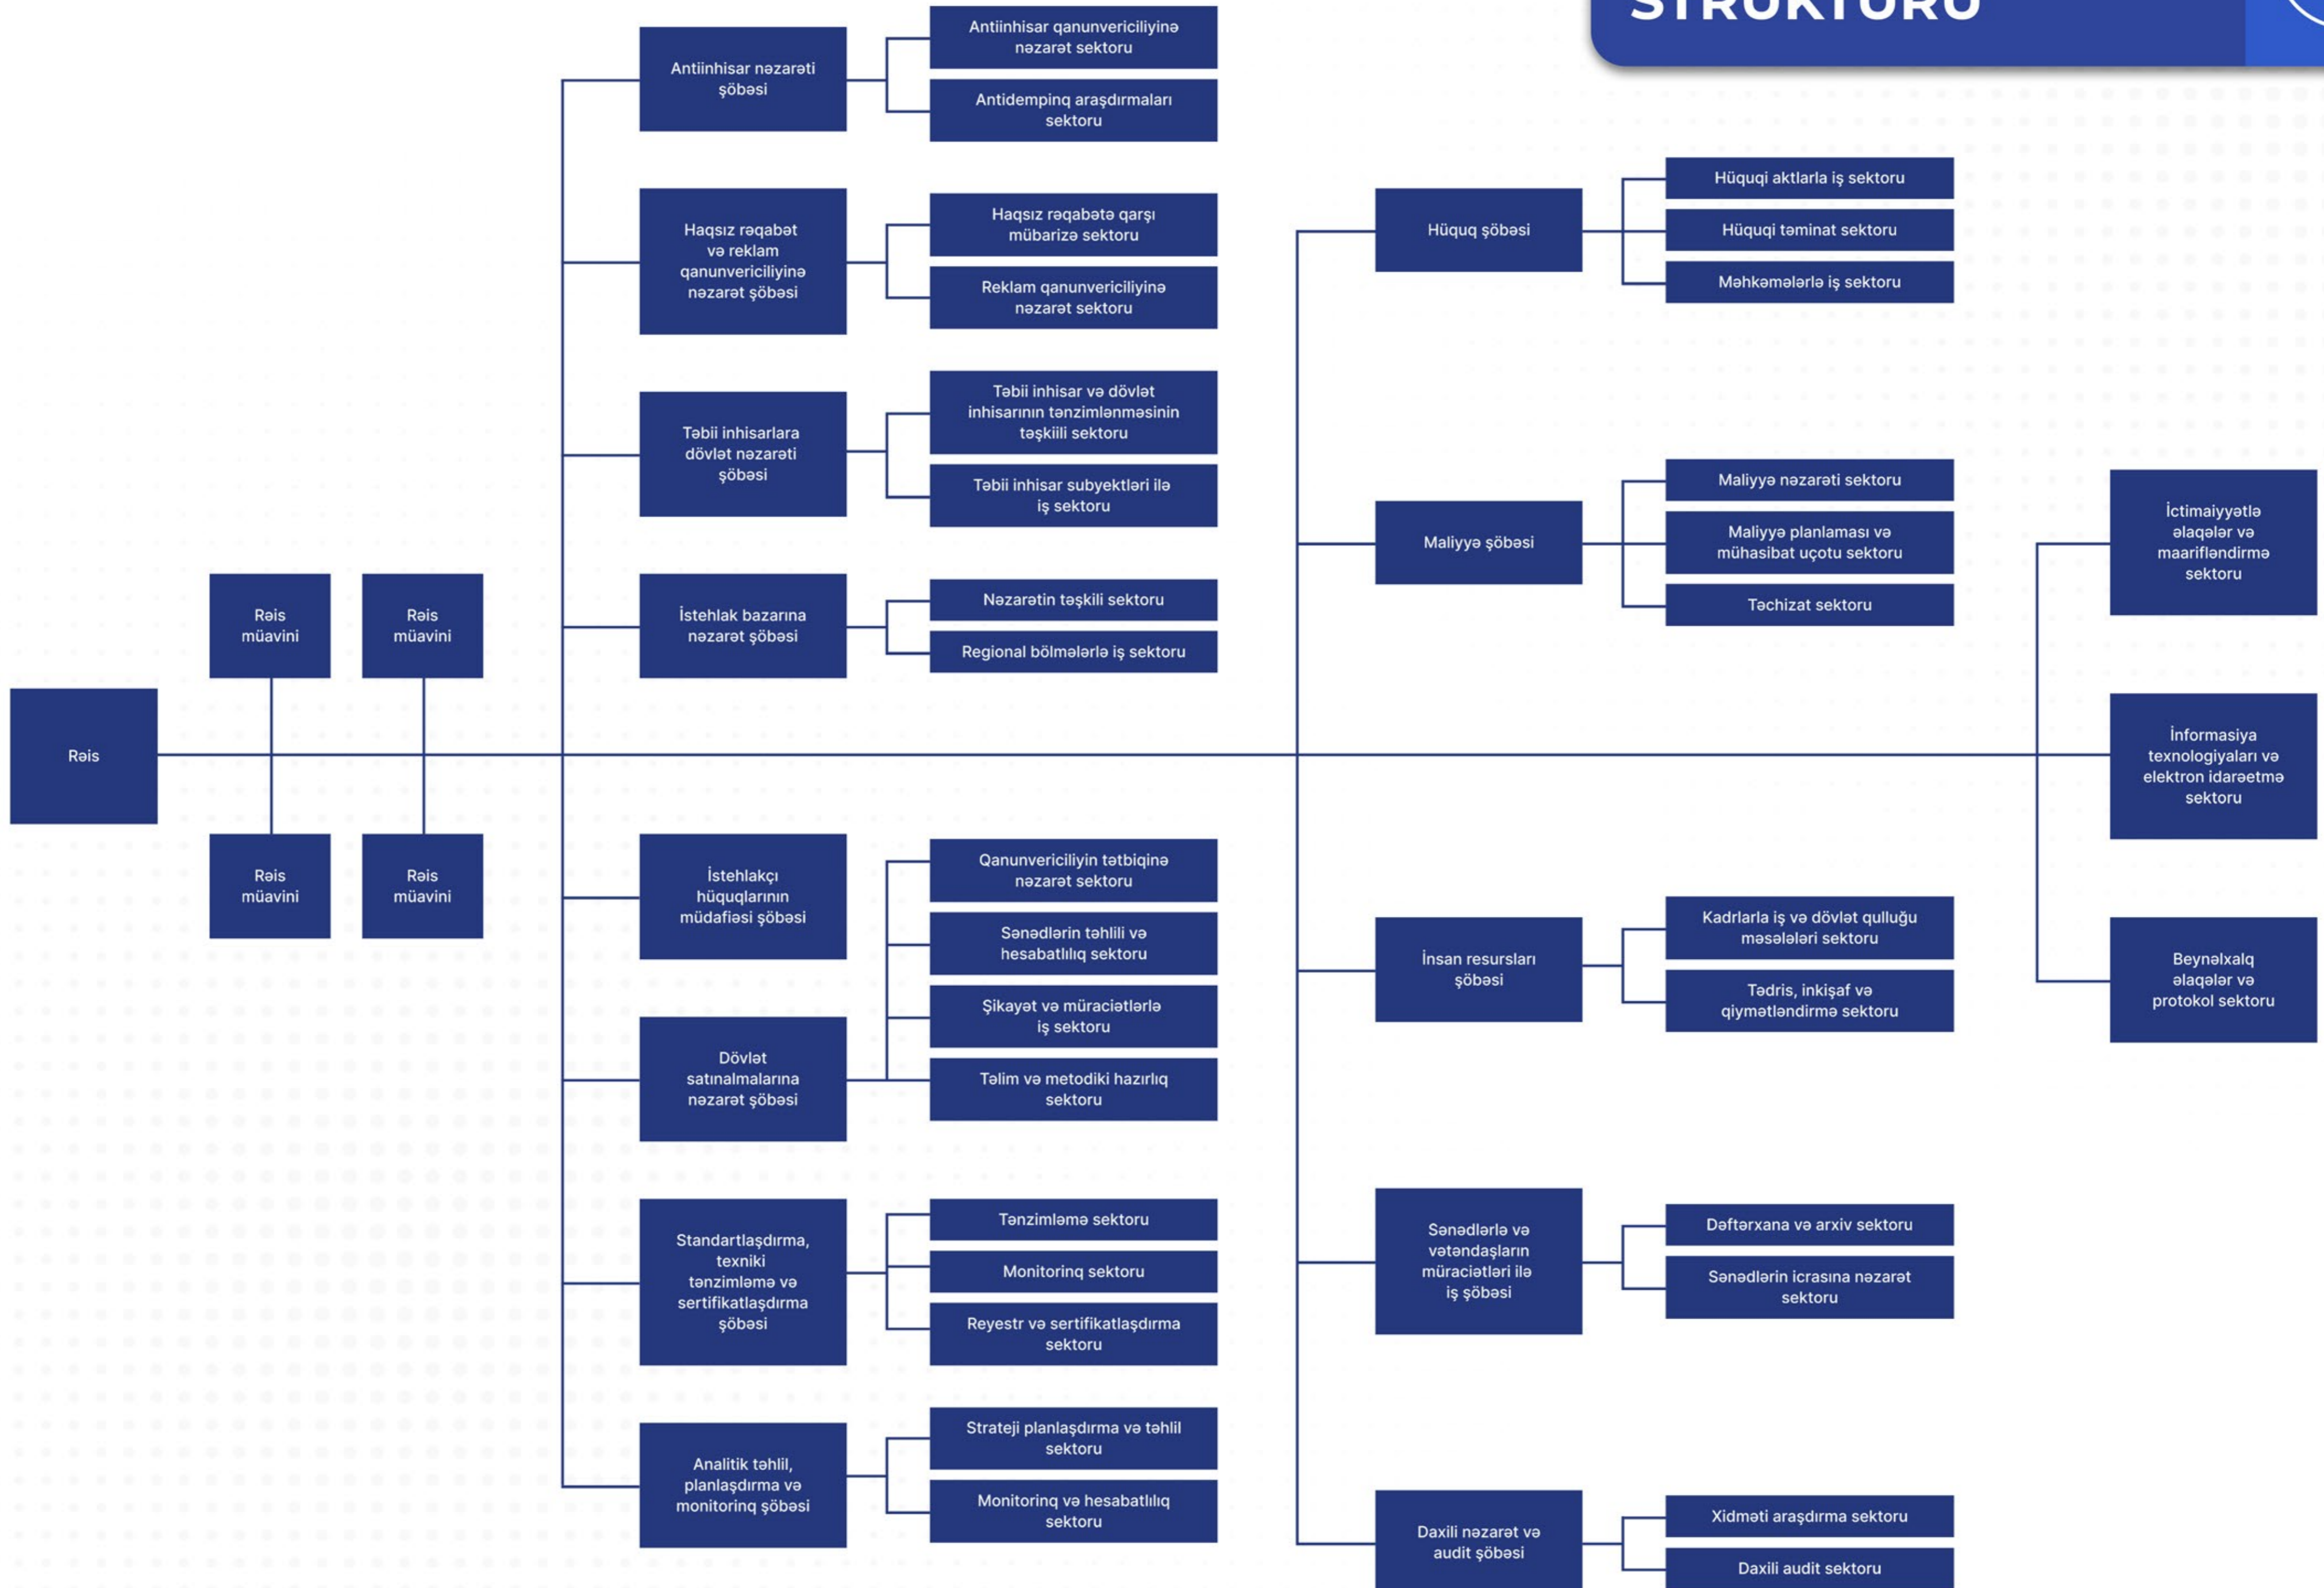 STRUKTURU
Rəis
Rəis
müavini
Rəis
müavini
Rəis
müavini
Rəis
müavini
Antiinhisar nəzarəti
şöbəsi
Antiinhisar qanunvericiliyinə
nəzarət sektoru
Antidempinq araşdırmaları
sektoru
Haqsız rəqabət
və reklam
qanunvericiliyinə
nəzarət şöbəsi
Haqsız rəqabətə qarşı
mübarizə sektoru
Reklam qanunvericiliyinə
nəzarət sektoru
Təbii inhisarlara
dövlət nəzarəti
şöbəsi
Təbii inhisar və dövlət
inhisarının tənzimlənməsinin
təşkiili sektoru
Təbii inhisar subyektləri ilə
iş sektoru
İstehlak bazarına
nəzarət şöbəsi
Nəzarətin təşkili sektoru
Regional bölmələrlə iş sektoru
İstehlakçı
hüquqlarının
müdafiəsi şöbəsi
Dövlət
satınalmalarına
nəzarət şöbəsi
Qanunvericiliyin tətbiqinə
nəzarət sektoru
Sənədlərin təhlili və
hesabatlılıq sektoru
Şikayət və müraciətlərlə
iş sektoru
Təlim və metodiki hazırlıq
sektoru
Standartlaşdırma,
texniki
tənzimləmə və
sertifikatlaşdırma
şöbəsi
Tənzimləmə sektoru
Monitorinq sektoru
Reyestr və sertifikatlaşdırma
sektoru
Analitik təhlil,
planlaşdırma və
monitorinq şöbəsi
Strateji planlaşdırma və təhlil
sektoru
Monitorinq və hesabatlılıq
sektoru
Hüquq şöbəsi
Hüquqi aktlarla iş sektoru
Hüquqi təminat sektoru
Məhkəmələrlə iş sektoru
Maliyyə şöbəsi
Maliyyə nəzarəti sektoru
Maliyyə planlaması və
mühasibat uçotu sektoru
Təchizat sektoru
İnsan resursları
şöbəsi
Kadrlarla iş və dövlət qulluğu
məsələləri sektoru
Tədris, inkişaf və
qiymətləndirmə sektoru
Sənədlərlə və
vətəndaşların
müraciətləri ilə
iş şöbəsi
Dəftərxana və arxiv sektoru
Sənədlərin icrasına nəzarət
sektoru
Daxili nəzarət və
audit şöbəsi
Xidməti araşdırma sektoru
Daxili audit sektoru
İctimaiyyətlə
əlaqələr və
maarifləndirmə
sektoru
İnformasiya
texnologiyaları və
elektron idarəetmə
sektoru
Beynəlxalq
əlaqələr və
protokol sektoru